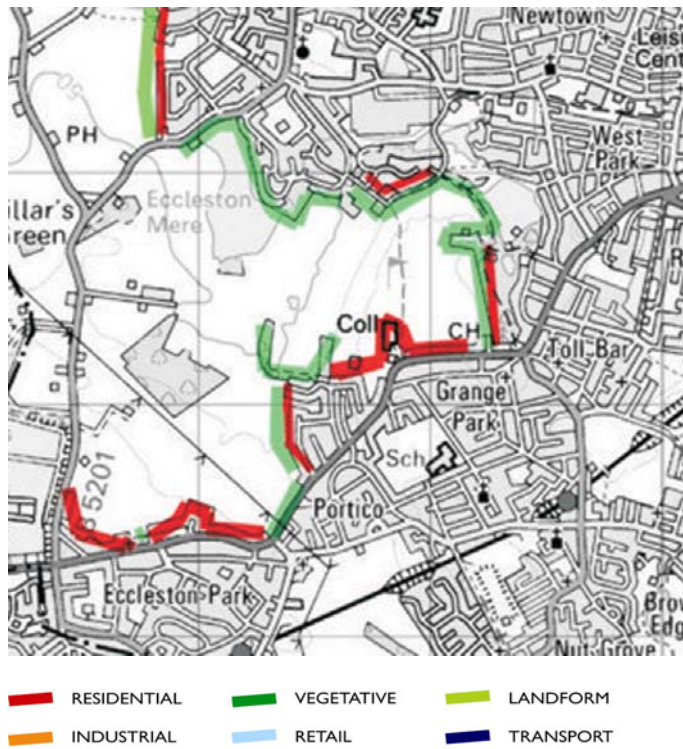 Newtown
Leis
Cent
PH
West
Park
Eccleston
Mere
illar's
reen
Coll
CH
Toll Bar
Grange
Park
Sch
B 5201
Portico
Eccleston Park
Brow
Edg
Nut Grove
RESIDENTIAL
VEGETATIVE
LANDFORM
INDUSTRIAL
RETAIL
TRANSPORT